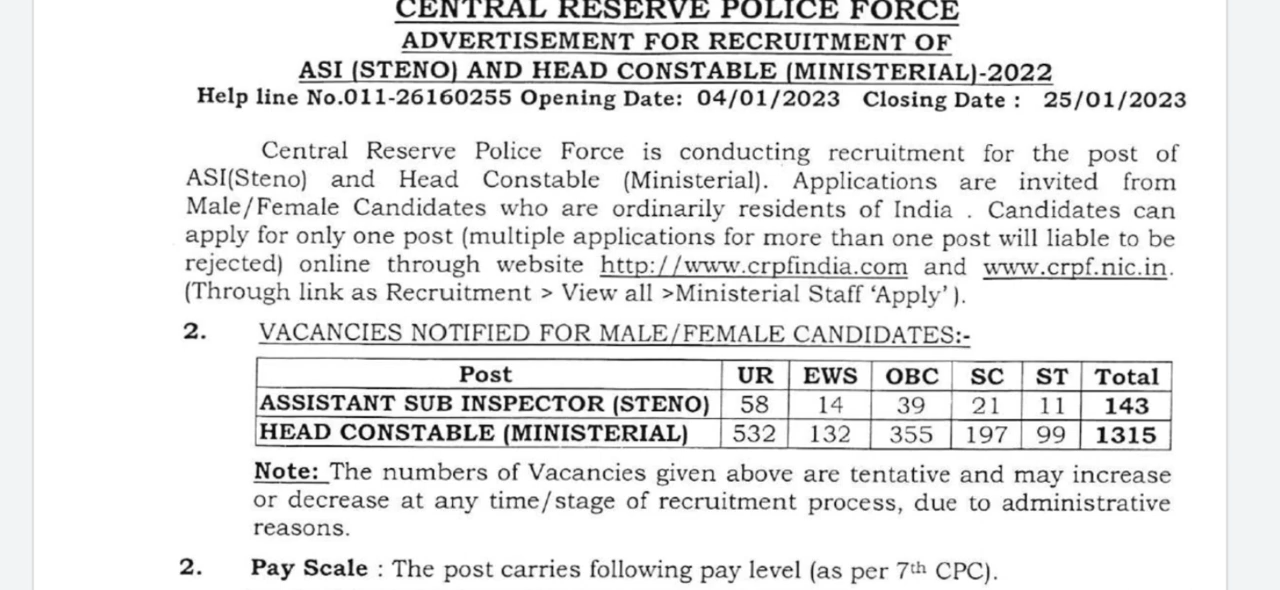 CENTRAL RESERVE POLICE FORCE
ADVERTISEMENT FOR RECRUITMENT OF
ASI (STENO) AND HEAD CONSTABLE (MINISTERIAL)-2022
Help line No.011-26160255 Opening Date: 04/01/2023 Closing Date : 25/01/2023
Central Reserve Police Force is conducting recruitment for the post of
ASI(Steno) and Head Constable (Ministerial). Applications are invited from
Male/Female Candidates who are ordinarily residents of India . Candidates can
apply for only one post (multiple applications for more than one post will liable to be
rejected) online through website http://www.crpfindia.com and www.crpf.nic.in.
(Through link as Recruitment > View all >Ministerial Staff ‘Apply’ ).
2. VACANCIES NOTIFIED FOR MALE/FEMALE CANDIDATES:-
Post UR EWS OBC SC ST Total
ASSISTANT SUB INSPECTOR (STENO) 58 14 39 21 11 143
HEAD CONSTABLE (MINISTERIAL) 532 132 355 197 99 1315
Note: The numbers of Vacancies given above are tentative and may increase
or decrease at any time/stage of recruitment process, due to administrative
reasons.
2. Pay Scale : The post carries following pay level (as per 7th CPC).